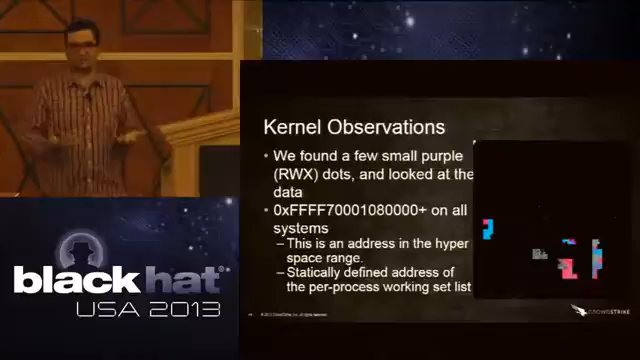 Kernel Observations
• We found a few small purple
(RWX) dots, and looked at the
data
• 0xFFFF70001080000+ on all
systems
– This is an address in the hyper
space range.
– Statically defined address of
the per-process working set list
black hat
USA 2013
CROWDSTRIKE